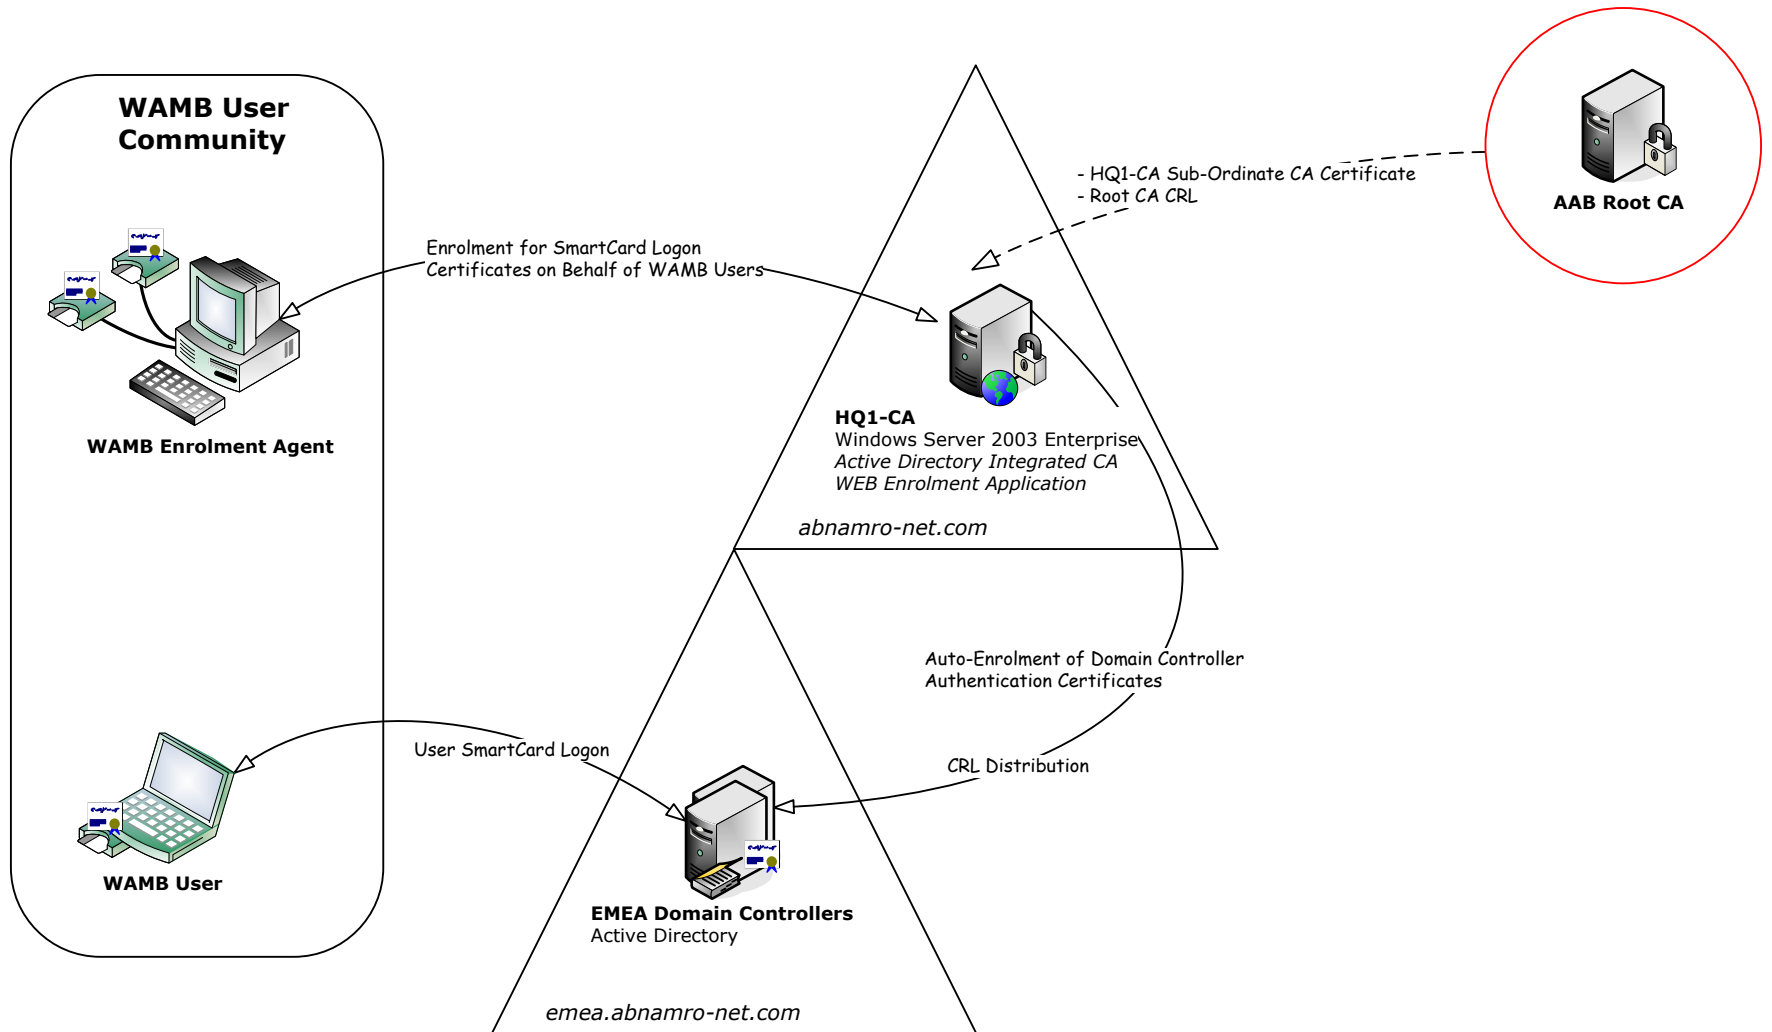 WAMB User
Community
- HQ1-CA Sub-Ordinate CA Certificate
- Root CA CRL
AAB Root CA
Enrolment for SmartCard Logon
Certificates on Behalf of WAMB Users
WAMB Enrolment Agent
HQ1-CA
Windows Server 2003 Enterprise
Active Directory Integrated CA
WEB Enrolment Application
abnamro-net.com
Auto-Enrolment of Domain Controller
Authentication Certificates
User SmartCard Logon
CRL Distribution
WAMB User
EMEA Domain Controllers
Active Directory
emea.abnamro-net.com